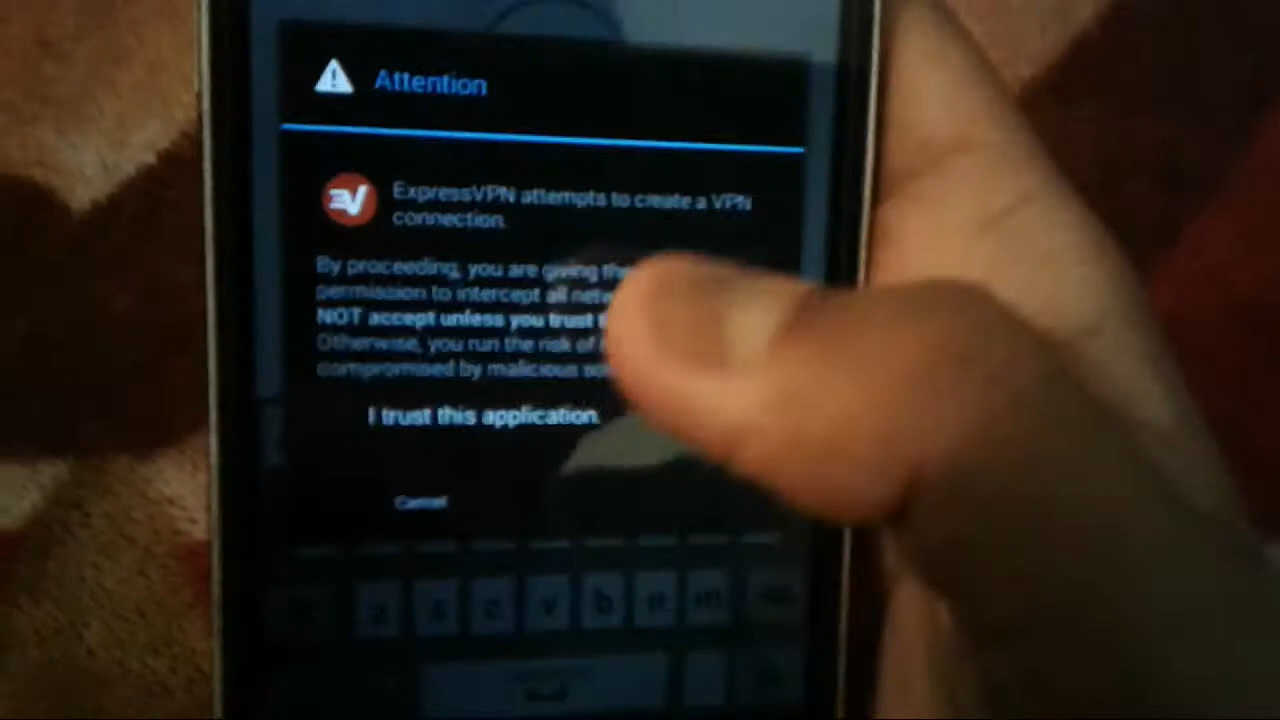 Attention
ExpressVPN attempts to create a VPN
connection.
By proceeding, you are giving the
permission to intercept all
NOT accept unless you trust
Otherwise, you run the risk of
compromised by malicious
I trust this application.
Cancel
v b n m